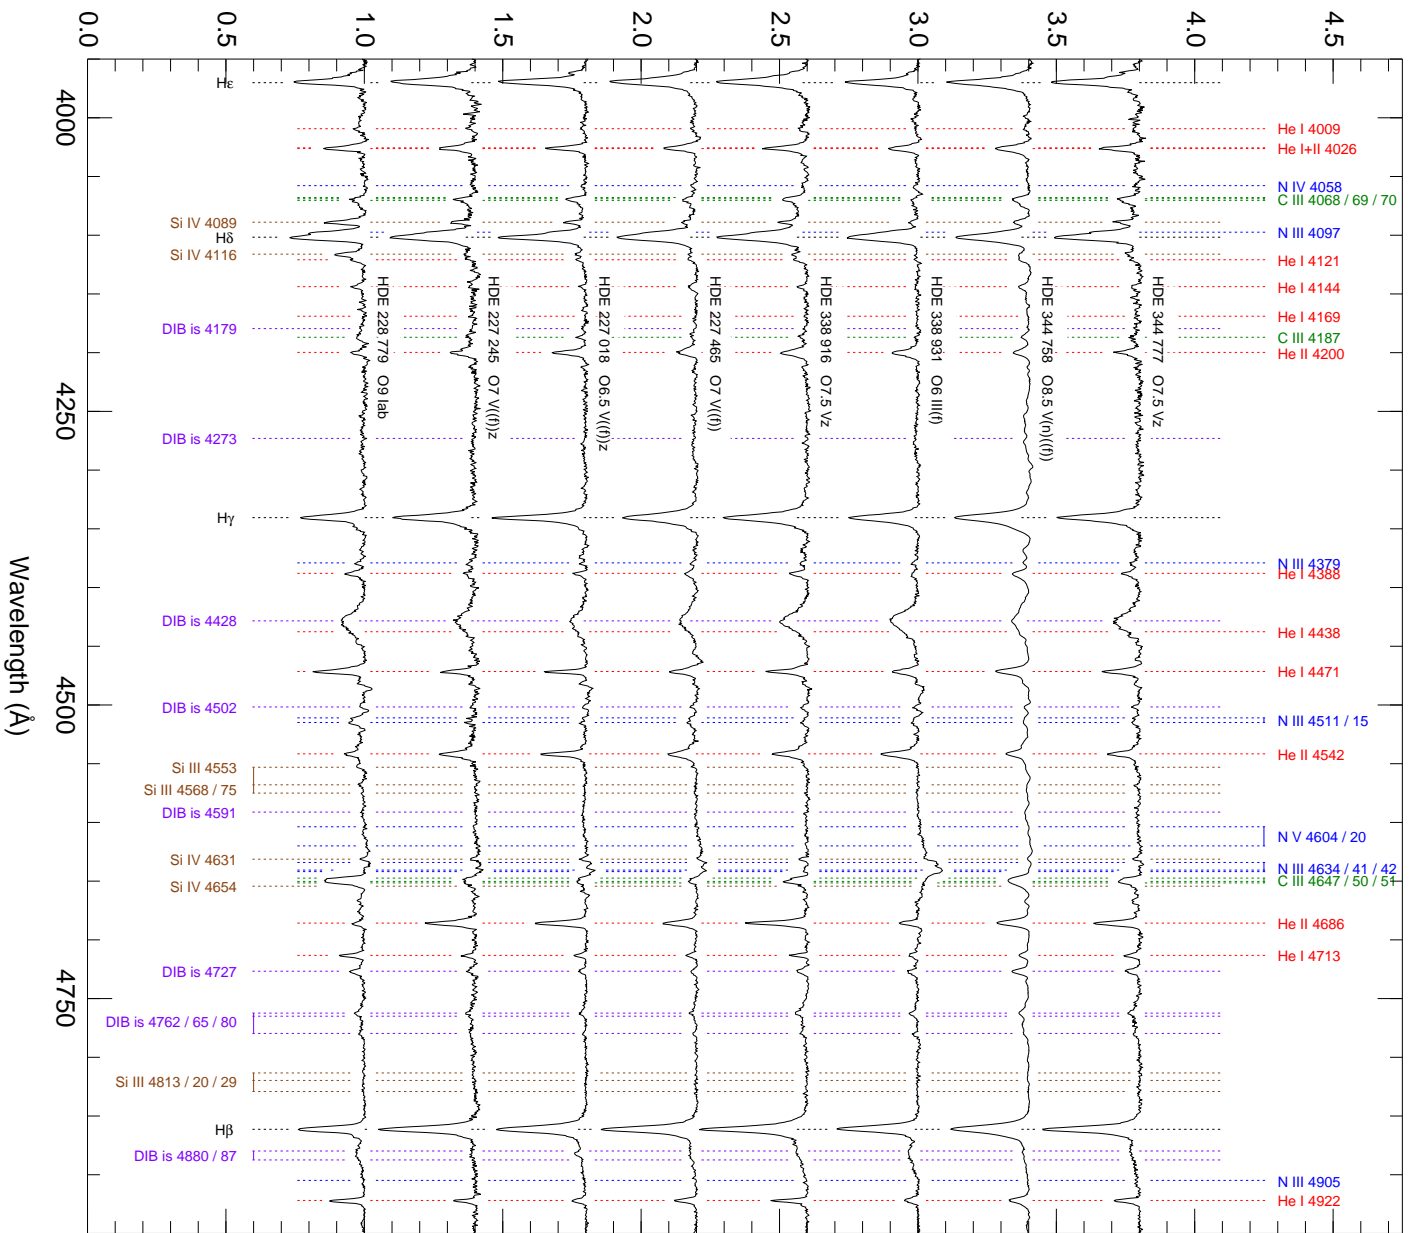 0.0
0.5
1.0
1.5
2.0
2.5
3.0
3.5
4.0
4.5
4000
4250
4500
4750
Wavelength (Å)
Hε
Si IV 4089
Hδ
Si IV 4116
DIB is 4179
DIB is 4273
Hγ
DIB is 4428
DIB is 4502
Si III 4553
Si III 4568 / 75
DIB is 4591
Si IV 4631
Si IV 4654
DIB is 4727
DIB is 4762 / 65 / 80
Si III 4813 / 20 / 29
Hβ
DIB is 4880 / 87
HDE 228 779 O9 Iab
HDE 227 245 O7 V((f))z
HDE 227 018 O6.5 V((f))z
HDE 227 465 O7 V((f))
HDE 338 916 O7.5 Vz
HDE 338 931 O6 III(f)
HDE 344 758 O8.5 V(n)((f))
HDE 344 777 O7.5 Vz
He I 4009
He I+II 4026
N IV 4058
C III 4068 / 69 / 70
N III 4097
He I 4121
He I 4144
He I 4169
C III 4187
He II 4200
N III 4379
He I 4388
He I 4438
He I 4471
N III 4511 / 15
He II 4542
N V 4604 / 20
N III 4634 / 41 / 42
C III 4647 / 50 / 51
He II 4686
He I 4713
N III 4905
He I 4922